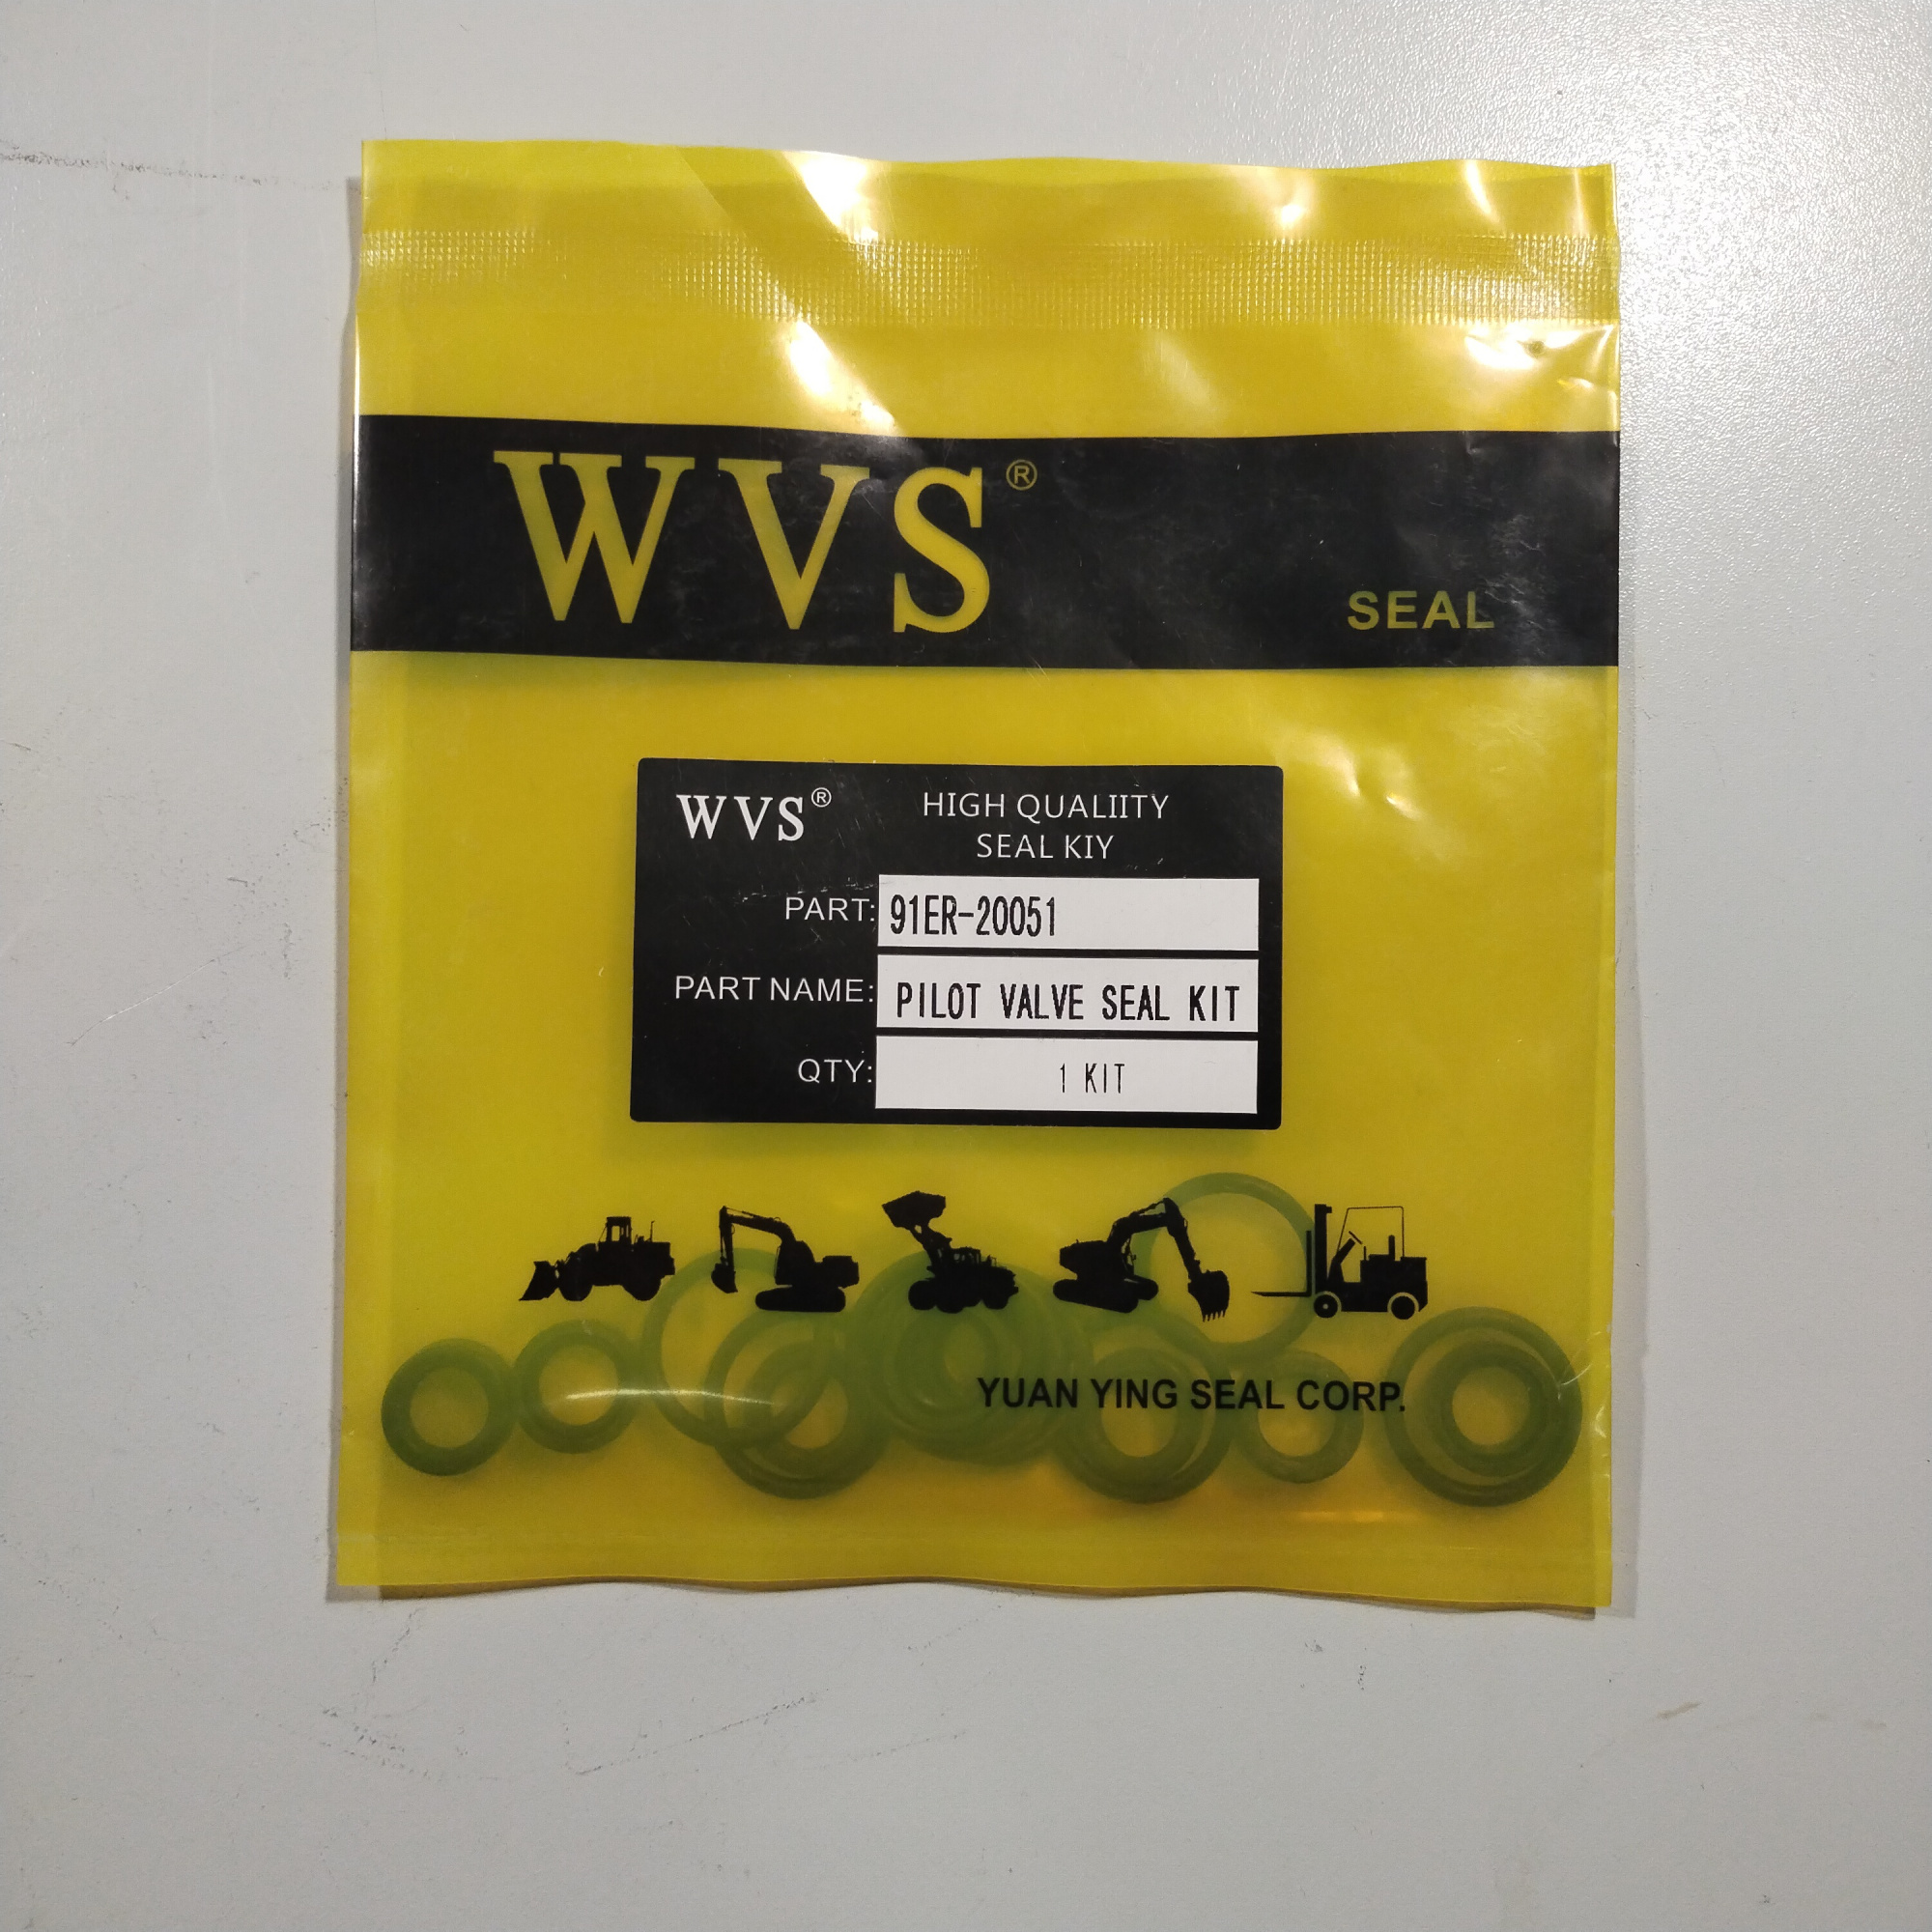 WVS®
SEAL
WVS®
HIGH QUALIITY
SEAL KIY
PART: 91ER-20051
PART NAME: PILOT VALVE SEAL KIT
QTY: 1 KIT
YUAN YING SEAL CORP.